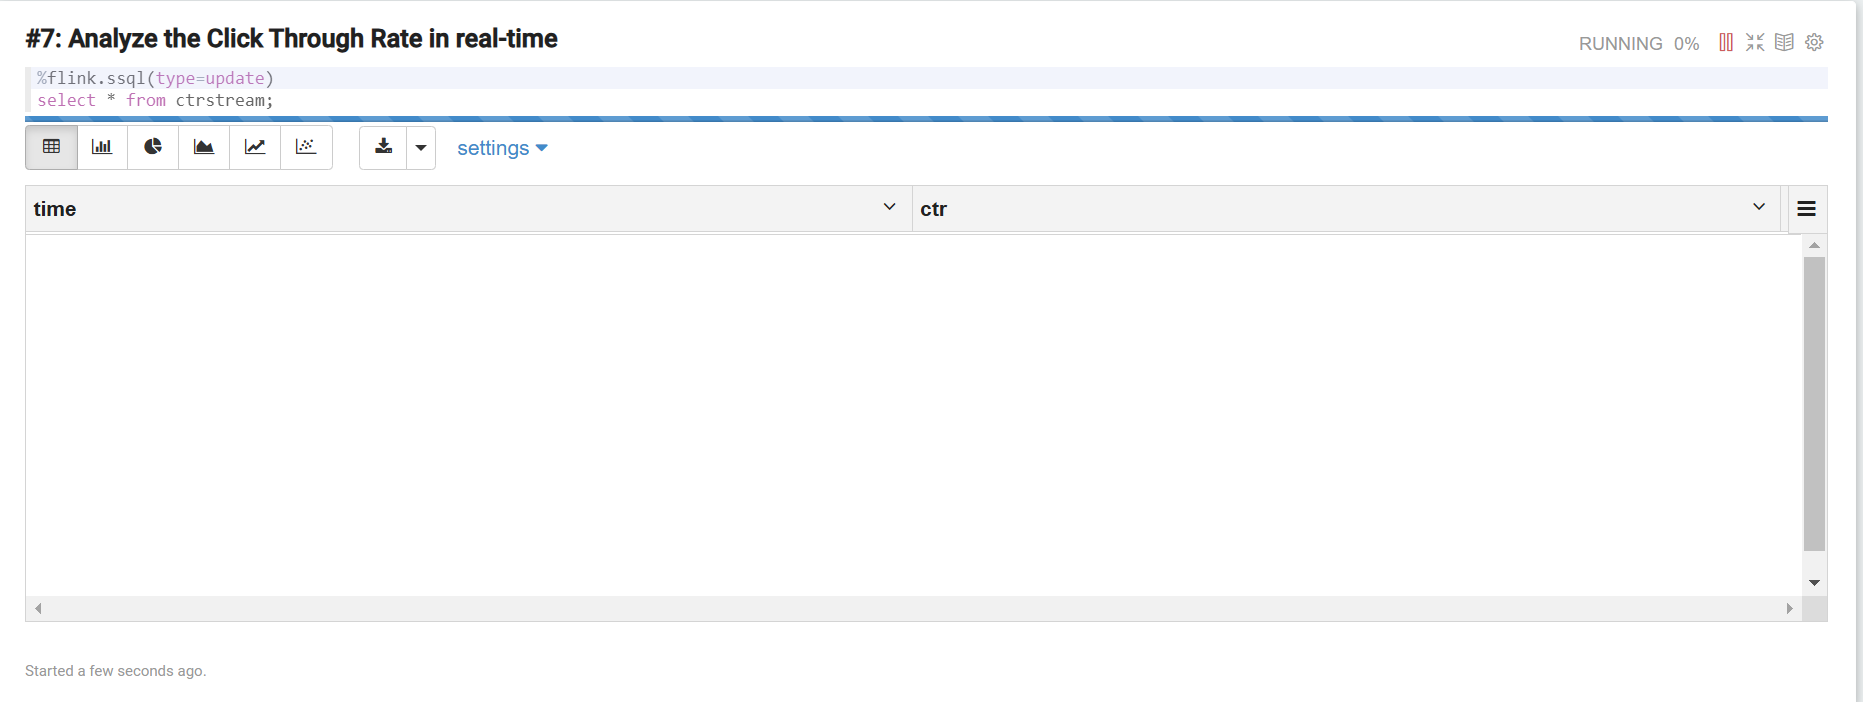 #7: Analyze the Click Through Rate in real-time
RUNNING 0%
%flink.ssql(type=update)
select * from ctrstream;
settings
time ctr
Started a few seconds ago.